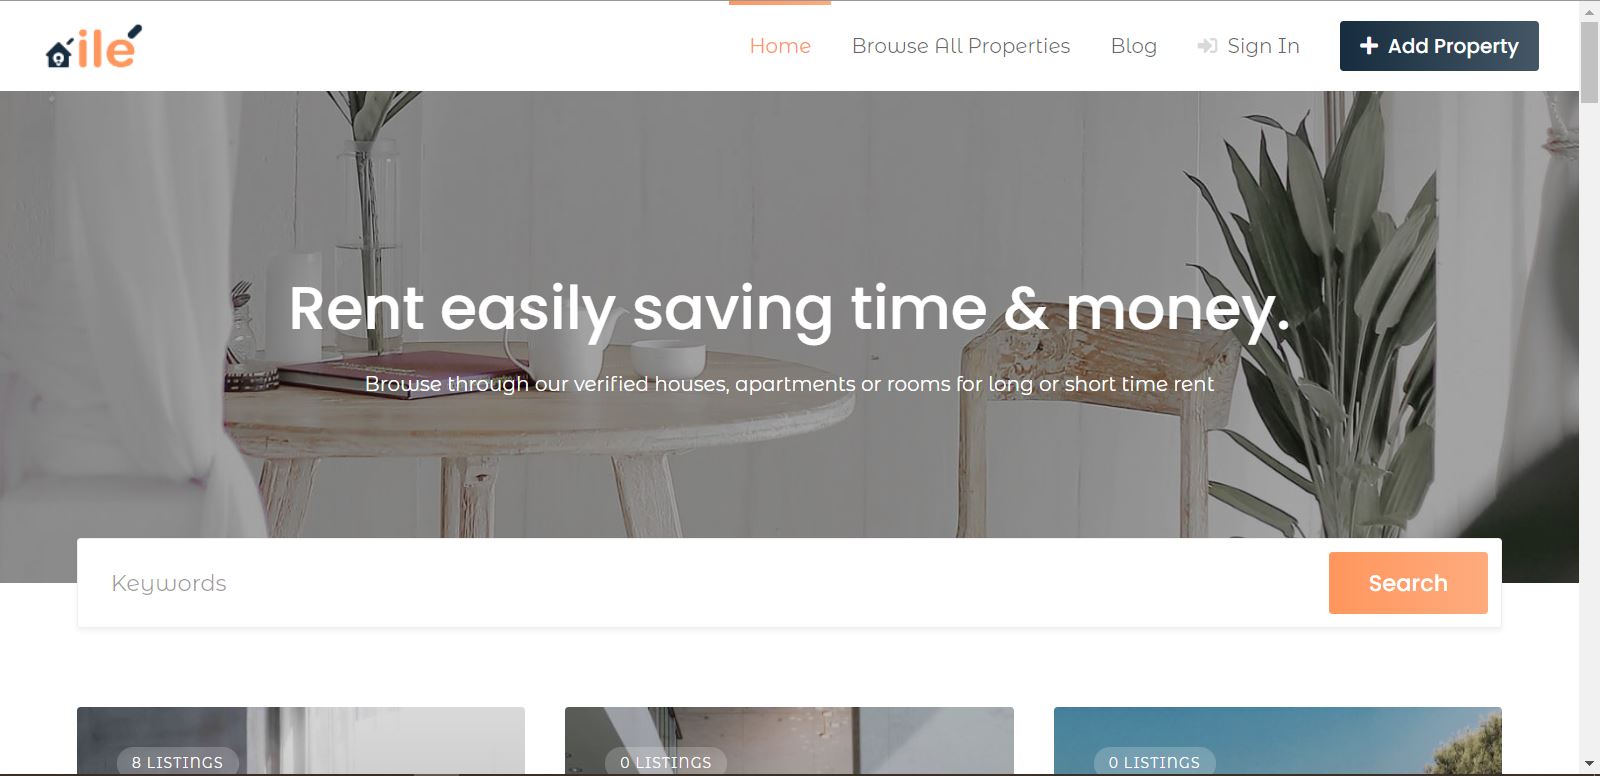 ilé
Home
Browse All Properties
Blog
Sign In
Add Property
Rent easily saving time & money.
Browse through our verified houses, apartments or rooms for long or short time rent
Keywords
Search
8 LISTINGS
0 LISTINGS
0 LISTINGS